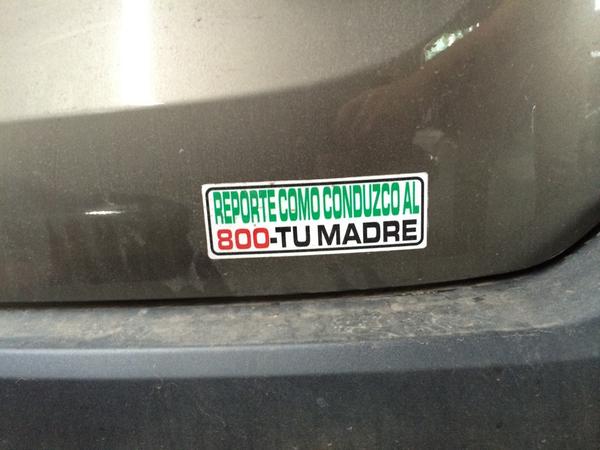 REPORTE COMO CONDUZCO AL
800-TU MADRE